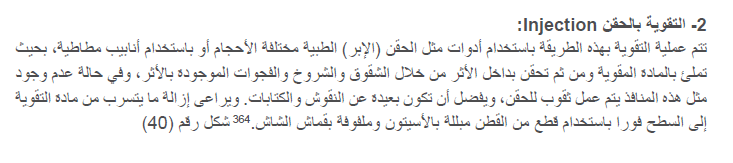 2- التقوية بالحقن Injection:
تتم عملية التقوية بهذه الطريقة باستخدام أدوات مثل الحقن (الإبر) الطبية مختلفة الأحجام أو باستخدام أنابيب مطاطية، بحيث
تملئ بالمادة المقوية ومن ثم تحقن بداخل الأثر من خلال الشقوق والشروخ والفجوات الموجودة بالأثر، وفي حالة عدم وجود
مثل هذه المنافذ يتم عمل ثقوب للحقن، ويفضل أن تكون بعيدة عن النقوش والكتابات. ويراعى إزالة ما يتسرب من مادة التقوية
إلى السطح فورا باستخدام قطع من القطن مبللة بالأسيتون وملفوفة بقماش الشاش.364 شكل رقم (40)